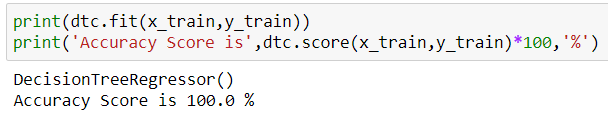 print(dtc.fit(x_train,y_train))
print('Accuracy Score is',dtc.score(x_train,y_train)*100,'%')
DecisionTreeRegressor()
Accuracy Score is 100.0 %